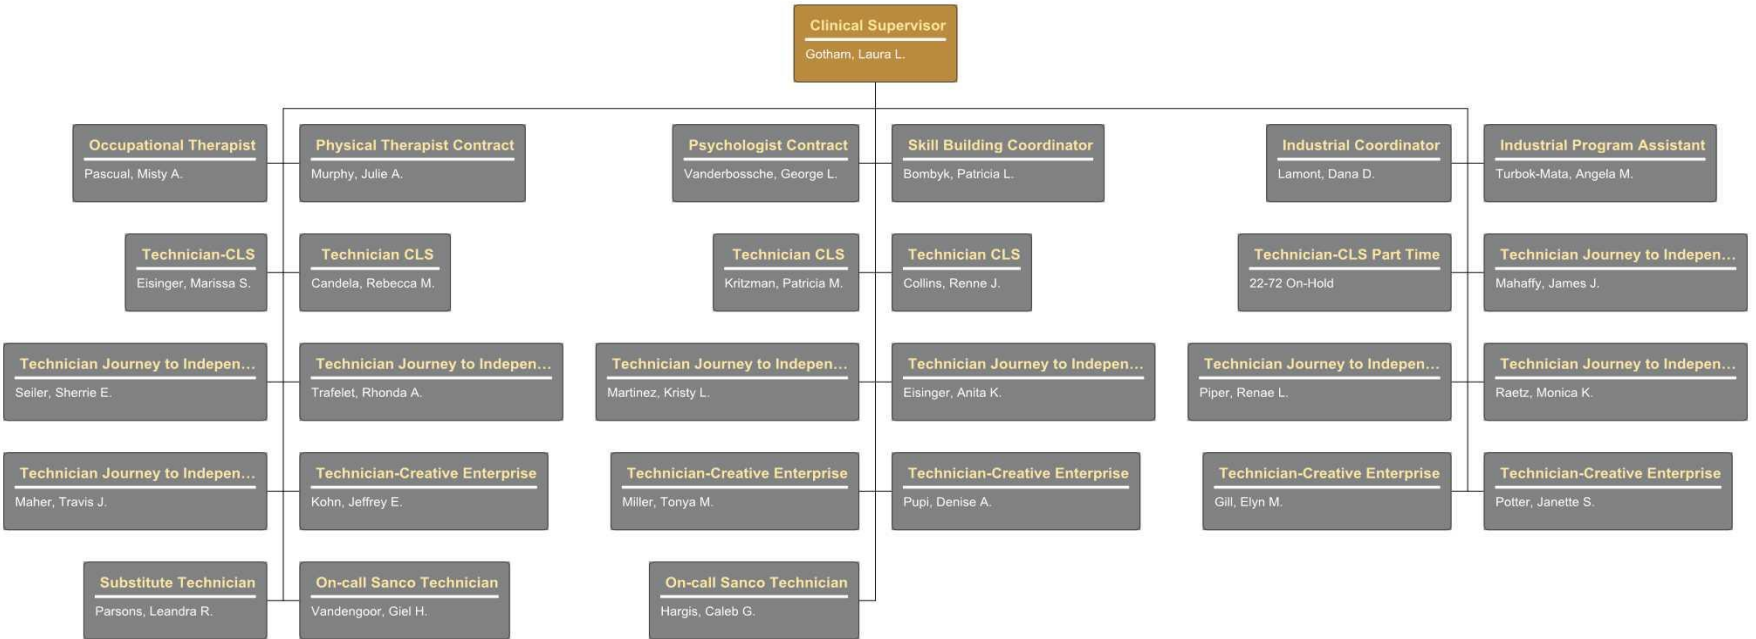 Clinical Supervisor
Gotham, Laura L.
Occupational Therapist
Pascual, Misty A.
Physical Therapist Contract
Murphy, Julie A.
Psychologist Contract
Vanderbossche, George L.
Skill Building Coordinator
Bombyk, Patricia L.
Industrial Coordinator
Lamont, Dana D.
Industrial Program Assistant
Turbok-Mata, Angela M.
Technician-CLS
Eisinger, Marissa S.
Technician CLS
Candela, Rebecca M.
Technician CLS
Kritzman, Patricia M.
Technician CLS
Collins, Renne J.
Technician-CLS Part Time
22-72 On-Hold
Technician Journey to Indepen...
Mahaffy, James J.
Technician Journey to Indepen...
Seiler, Sherrie E.
Technician Journey to Indepen...
Trafelet, Rhonda A.
Technician Journey to Indepen...
Martinez, Kristy L.
Technician Journey to Indepen...
Eisinger, Anita K.
Technician Journey to Indepen...
Piper, Renae L.
Technician Journey to Indepen...
Raetz, Monica K.
Technician Journey to Indepen...
Maher, Travis J.
Technician-Creative Enterprise
Kohn, Jeffrey E.
Technician-Creative Enterprise
Miller, Tonya M.
Technician-Creative Enterprise
Pupi, Denise A.
Technician-Creative Enterprise
Gill, Elyn M.
Technician-Creative Enterprise
Potter, Janette S.
Substitute Technician
Parsons, Leandra R.
On-call Sanco Technician
Vandengoor, Giel H.
On-call Sanco Technician
Hargis, Caleb G.